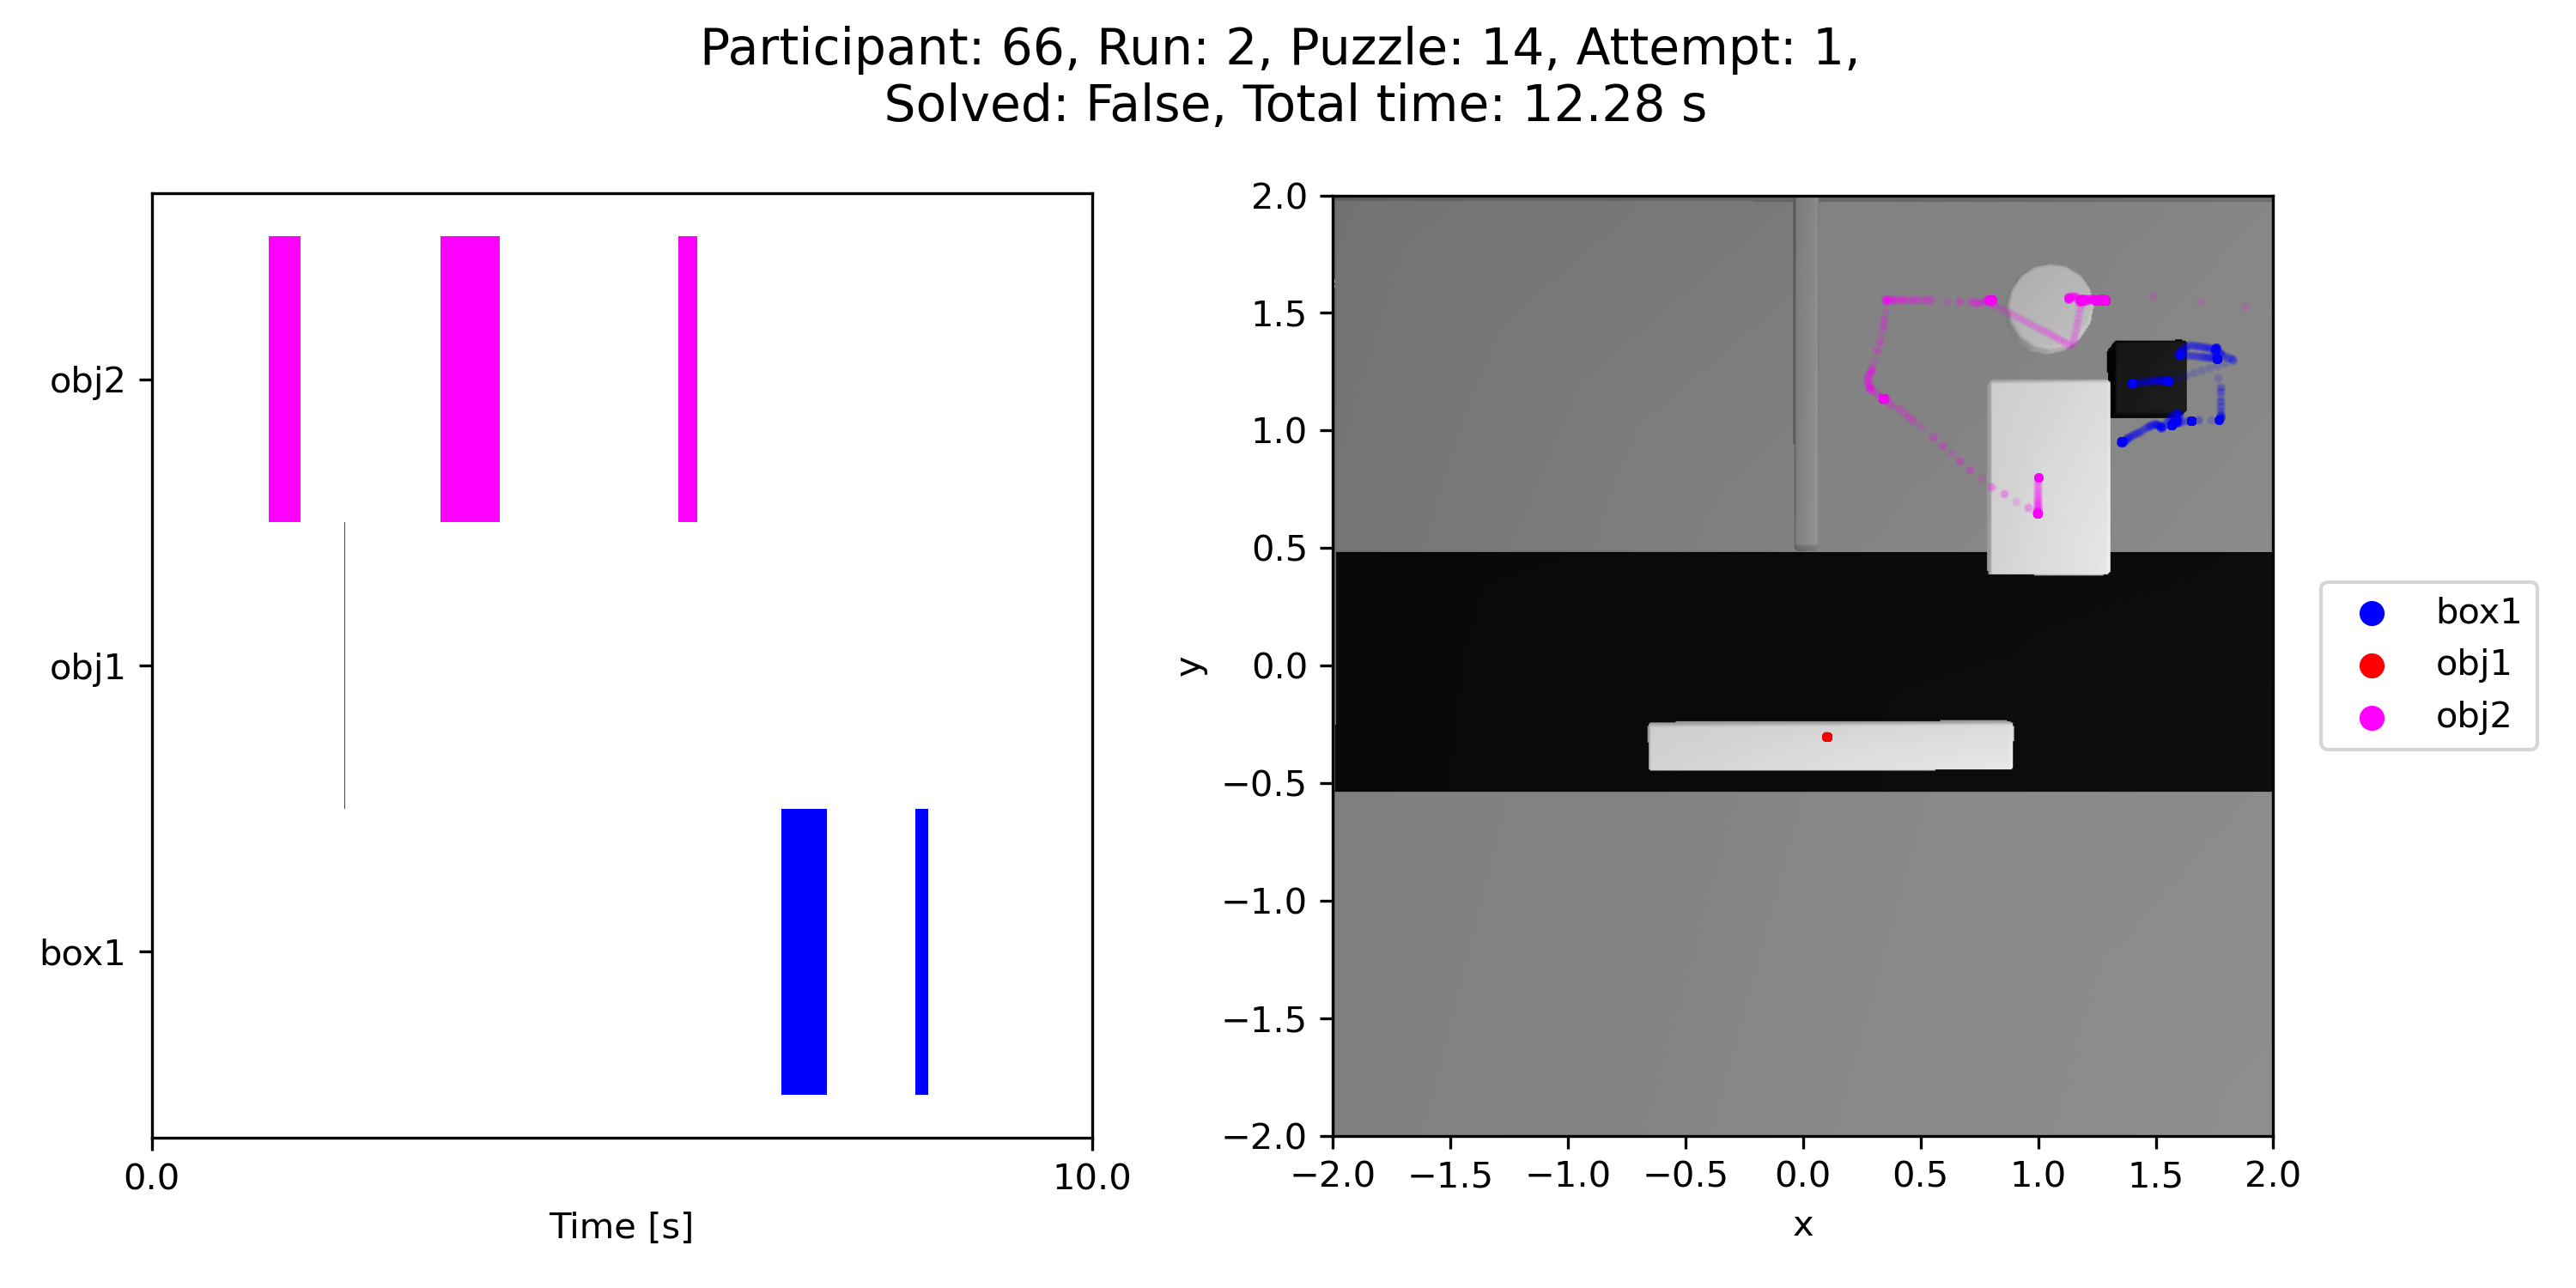 Participant: 66, Run: 2, Puzzle: 14, Attempt: 1,
Solved: False, Total time: 12.28 s
obj2
obj1
box1
0.0
10.0
Time [s]
2.0
1.5
1.0
0.5
0.0
−0.5
−1.0
−1.5
−2.0
y
−2.0 −1.5 −1.0 −0.5 0.0 0.5 1.0 1.5 2.0
x
box1
obj1
obj2